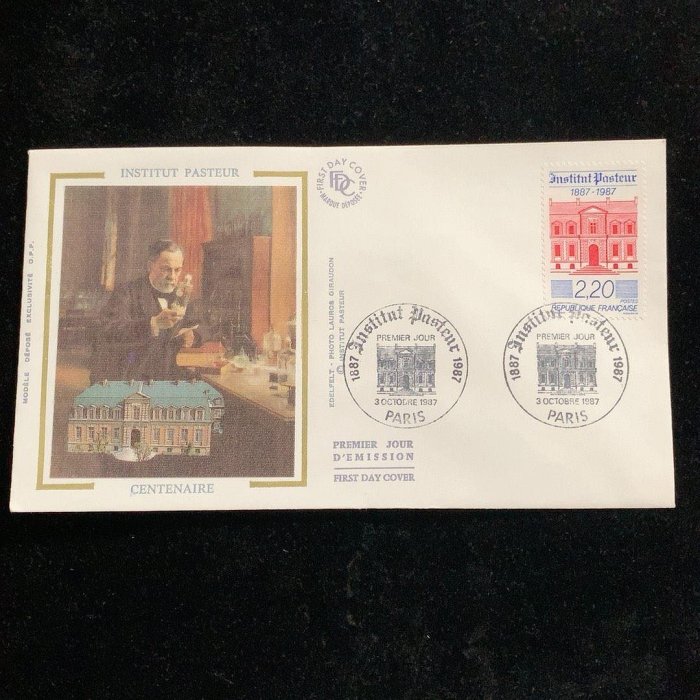 INSTITUT PASTEUR
CENTENAIRE
MODÈLE DÉPOSÉ EXCLUSIVITÉ O.P.F.
EDELFELT - PHOTO LAUROS GIRAUDON
© INSTITUT PASTEUR
FIRST DAY COVER
FDC
MARQUE DÉPOSÉE
Institut Pasteur
1887-1987
2,20
POSTES
REPUBLIQUE FRANÇAISE
1887 Institut Pasteur 1987
PREMIER JOUR
3 OCTOBRE 1987
PARIS
1887 Institut Pasteur 1987
PREMIER JOUR
3 OCTOBRE 1987
PARIS
PREMIER JOUR
D'EMISSION
FIRST DAY COVER